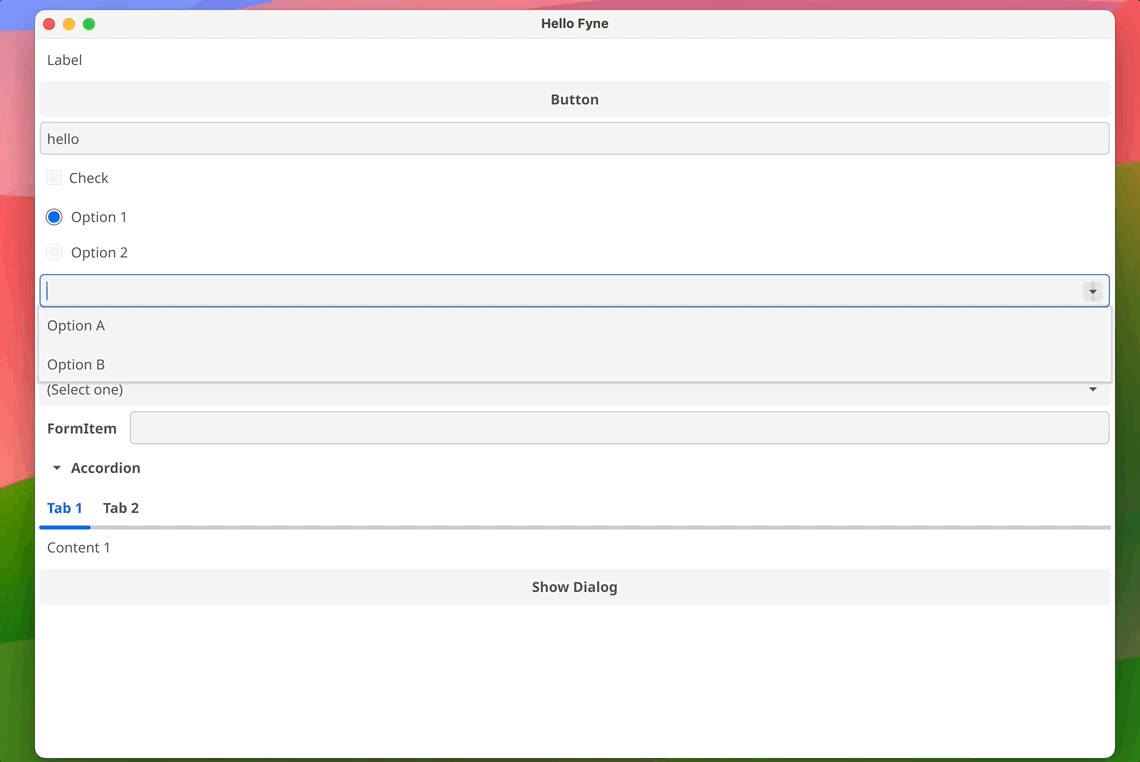 Hello Fyne
Label
Button
hello
Check
Option 1
Option 2
Option A
Option B
(Select one)
FormItem
Accordion
Tab 1 Tab 2
Content 1
Show Dialog